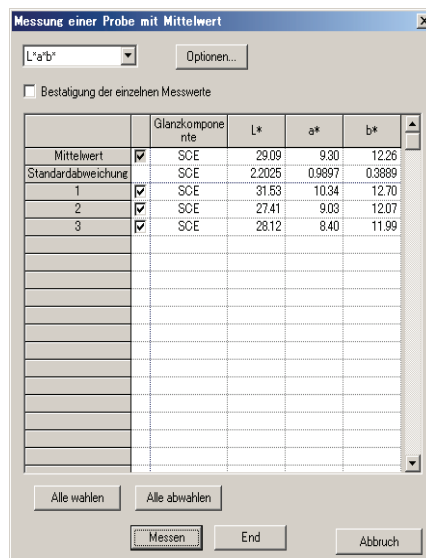 Messung einer Probe mit Mittelwert
L*a*b*
Optionen...
Bestatigung der einzelnen Messwerte
Glanzkompone
nte L* a* b*
Mittelwert SCE 29.09 9.30 12.26
Standardabweichung SCE 2.2025 0.9897 0.3889
1 SCE 31.53 10.34 12.70
2 SCE 27.41 9.03 12.07
3 SCE 28.12 8.40 11.99
Alle wahlen Alle abwahlen
Messen End Abbruch